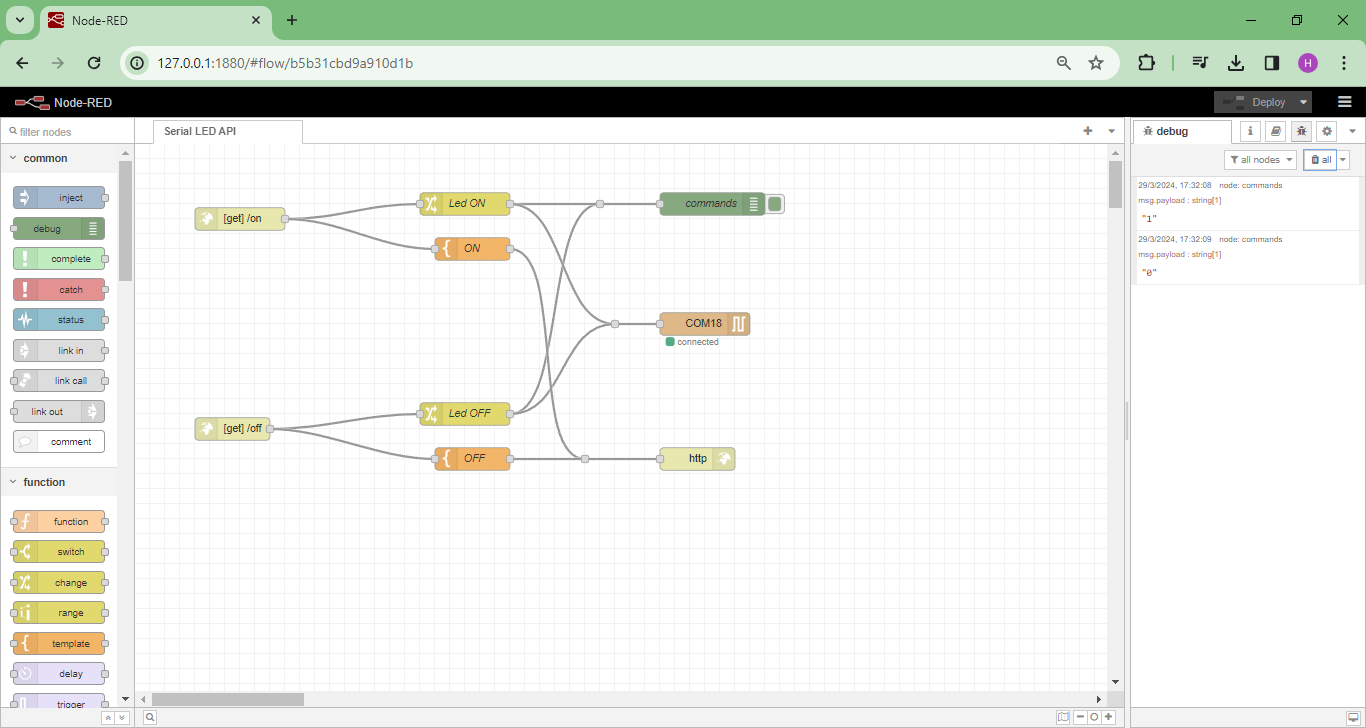 Node-RED
127.0.0.1:1880/#flow/b5b31cbd9a910d1b
H
Node-RED
Deploy
filter nodes
common
inject
debug
complete
catch
status
link in
link call
link out
comment
function
function
switch
change
range
template
delay
trigger
Serial LED API
[get] /on
Led ON
ON
commands
COM18
connected
[get] /off
Led OFF
OFF
http
debug
i
all nodes
all
29/3/2024, 17:32:08 node: commands
msg.payload : string[1]
"1"
29/3/2024, 17:32:09 node: commands
msg.payload : string[1]
"0"